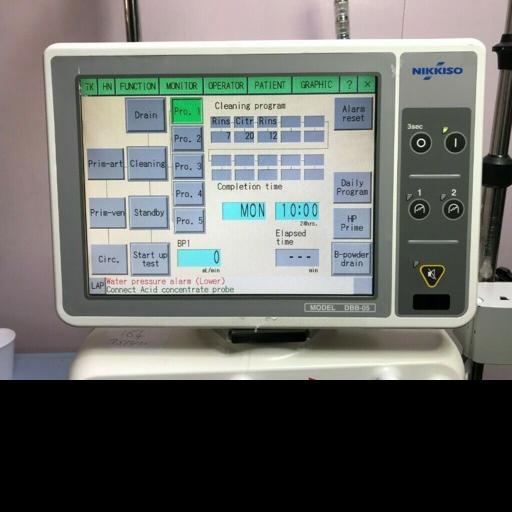 NIKKISO
TK HN FUNCTION MONITOR OPERATOR PATIENT GRAPHIC ? ×
Drain Pro. 1 Cleaning program Alarm reset
Rins Citr Rins
7 20 12
Pro. 2
3sec
Prim-art Cleaning Pro. 3
Completion time
Daily Program
Pro. 4
1 2
Prim-ven Standby Pro. 5 MON 10:00
24hrs.
HP Prime
BP1 Elapsed time
Circ. Start up test 0 --- B-powder drain
mL/min min
LAP Water pressure alarm (Lower)
Connect Acid concentrate probe
MODEL DBB-05